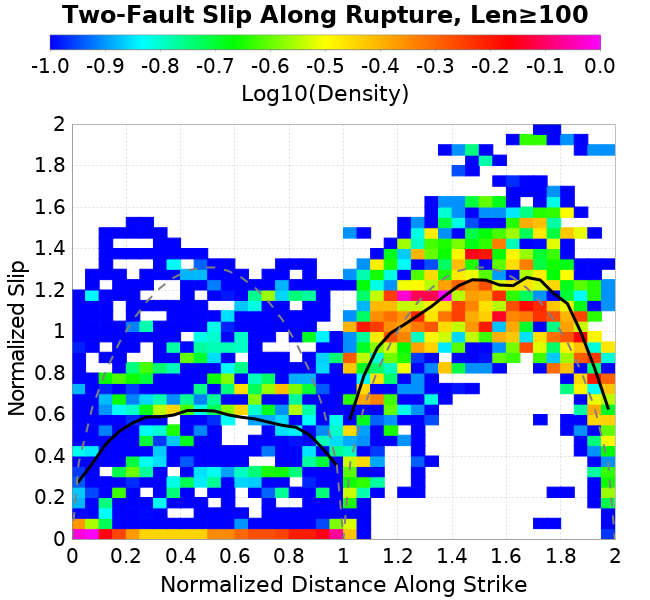 Two-Fault Slip Along Rupture, Len≥100
-1.0 -0.9 -0.8 -0.7 -0.6 -0.5 -0.4 -0.3 -0.2 -0.1 0.0
Log10(Density)
2
1.8
1.6
1.4
1.2
1
0.8
0.6
0.4
0.2
0
Normalized Slip
0 0.2 0.4 0.6 0.8 1 1.2 1.4 1.6 1.8 2
Normalized Distance Along Strike